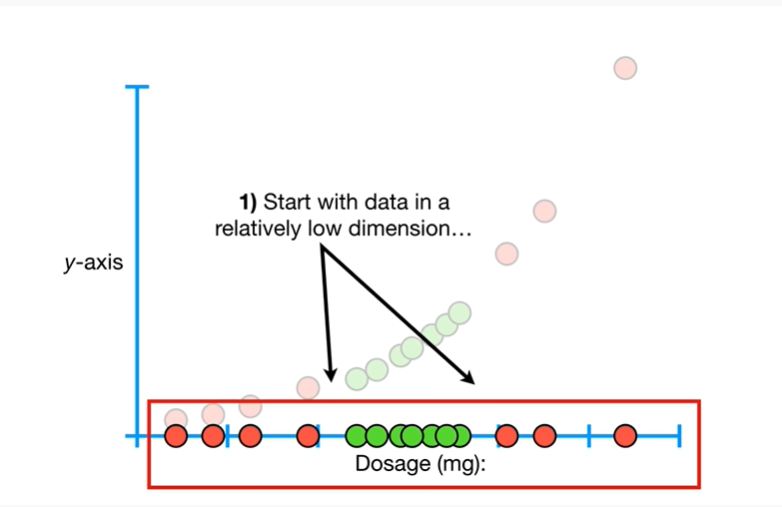 1) Start with data in a
relatively low dimension...
y-axis
Dosage (mg):